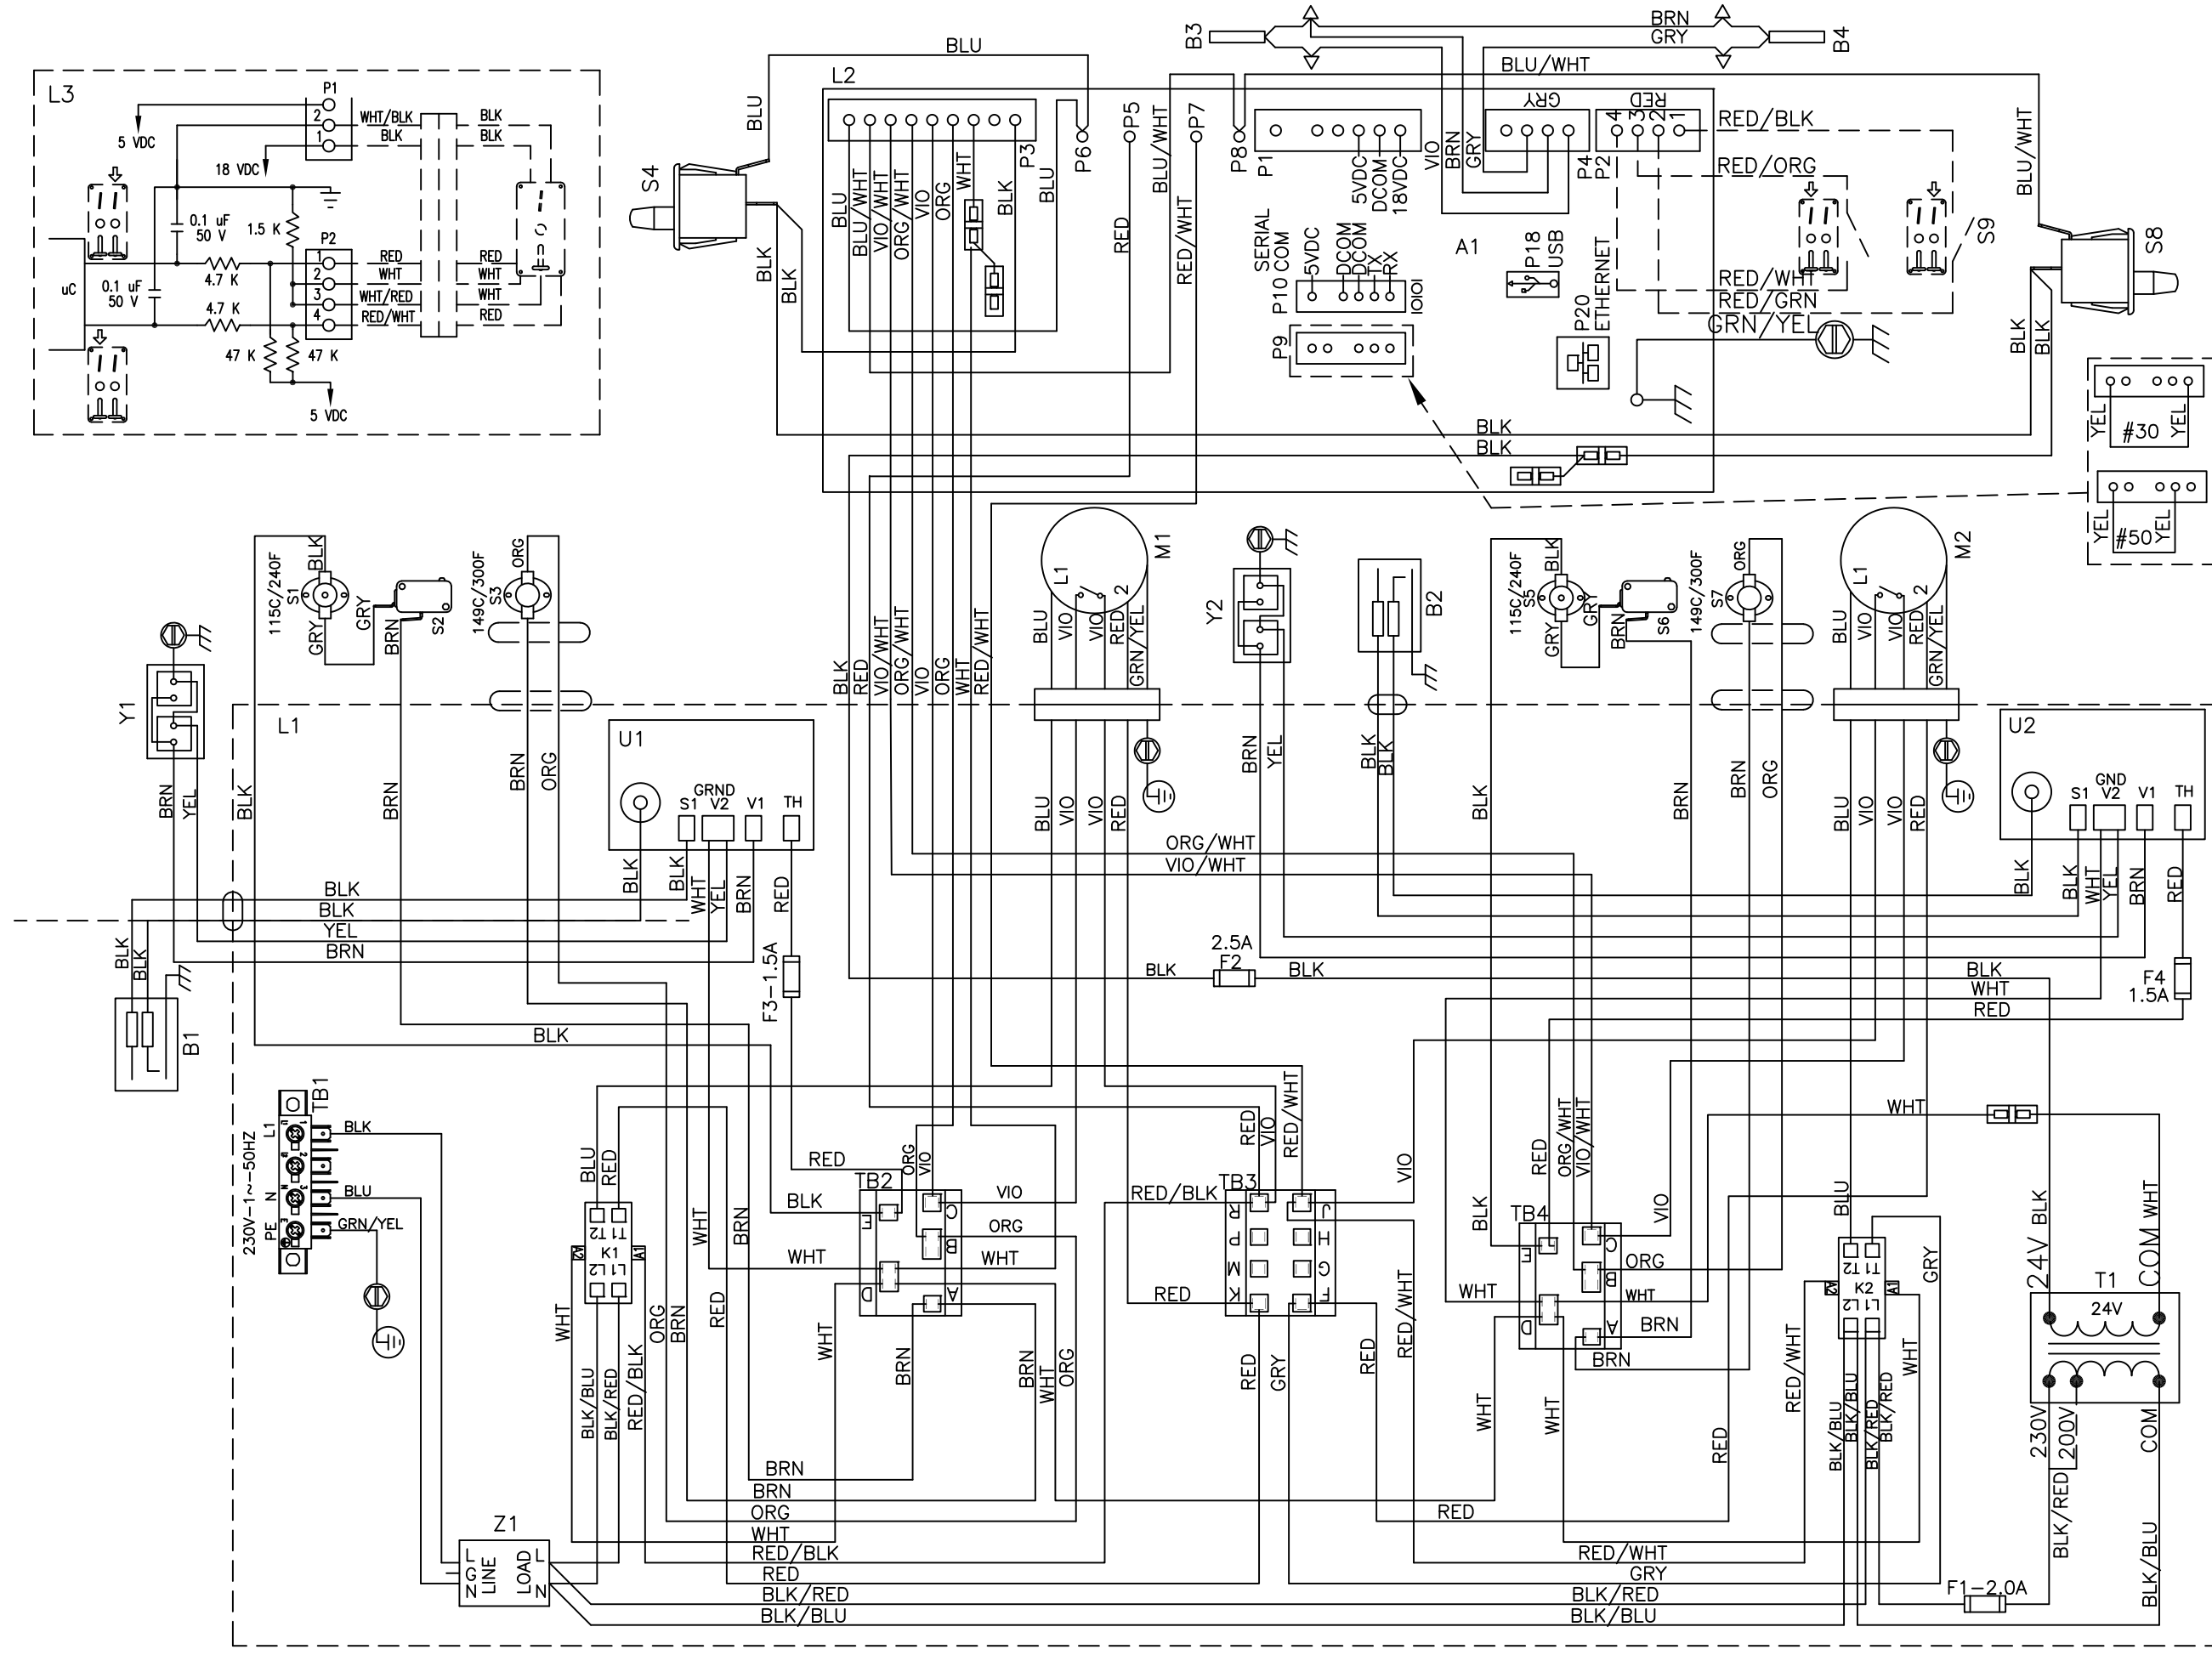 L3
P1
2
1
WHT/BLK
BLK
BLK
BLK
5 VDC
18 VDC
0.1 uF
50 V
1.5 K
P2
1
2
3
4
RED
WHT
WHT/RED
RED/WHT
RED
WHT
WHT
RED
uC
0.1 uF
50 V
4.7 K
4.7 K
47 K
47 K
5 VDC
S4
BLU
BLU
BLK
BLK
L2
P3
BLU
BLU/WHT
VIO/WHT
ORG/WHT
VIO
ORG
WHT
BLK
BLU
P6
P5
RED
BLU/WHT
P7
RED/WHT
P8
P1
5VDC
DCOM
18VDC
B3
BRN
GRY
B4
BLU/WHT
VIO
BRN
GRY
GRY
P4
RED
P2
4
3
2
1
RED/BLK
RED/ORG
RED/WHT
RED/GRN
GRN/YEL
S9
BLU/WHT
S8
BLK
BLK
SERIAL
P10 COM
5VDC
DCOM
DCOM
TX
RX
IOIOI
P9
A1
P18
USB
P20
ETHERNET
BLK
BLK
YEL
#30
YEL
YEL
#50
YEL
115C/240F
S1
BLK
GRY
GRY
BRN
S2
149C/300F
S3
ORG
Y1
BRN
YEL
BLK
L1
BRN
BRN
ORG
U1
GRND
S1
V2
V1
TH
BLK
BLK
WHT
YEL
BRN
RED
BLK
BLK
YEL
BRN
BLK
BLK
B1
F3-1.5A
BLK
BLK
RED
VIO/WHT
ORG/WHT
VIO
ORG
WHT
RED/WHT
M1
L1
2
BLU
VIO
VIO
RED
GRN/YEL
BLU
VIO
VIO
RED
Y2
BRN
YEL
B2
BLK
BLK
115C/240F
S5
BLK
GRY
GRY
BRN
S6
149C/300F
S7
ORG
BLK
BRN
BRN
ORG
M2
L1
2
BLU
VIO
VIO
RED
GRN/YEL
BLU
VIO
VIO
RED
U2
GND
S1
V2
V1
TH
BLK
BLK
WHT
YEL
BRN
RED
ORG/WHT
VIO/WHT
2.5A
F2
BLK
BLK
BLK
WHT
RED
F4
1.5A
TB1
230V-1~-50HZ
L1
N
PE
BLK
BLU
GRN/YEL
BLU
RED
T2
T1
A2
K1
A1
L2
L1
WHT
BLK/BLU
BLK/RED
RED/BLK
ORG
BRN
WHT
BRN
RED
RED
BLK
TB2
ORG
VIO
E
C
B
D
A
VIO
ORG
WHT
WHT
WHT
BRN
BRN
WHT
ORG
RED/BLK
RED
TB3
RED
VIO
RED/WHT
R
J
P
H
M
G
K
F
RED
GRY
RED
VIO
RED/WHT
BLK
RED
ORG/WHT
VIO/WHT
TB4
E
C
B
D
A
VIO
ORG
WHT
WHT
BRN
BRN
WHT
WHT
RED
WHT
BLU
GRY
T2
T1
A2
K2
A1
L2
L1
RED/WHT
WHT
BLK/BLU
BLK/BLU
BLK/RED
BLK/RED
24V BLK
COM WHT
T1
24V
230V
200V
COM
BLK/RED
BLK/BLU
F1-2.0A
Z1
L
G
N
LINE
LOAD
L
N
BRN
BRN
ORG
WHT
RED/BLK
RED
BLK/RED
BLK/BLU
RED
RED/WHT
GRY
BLK/RED
BLK/BLU